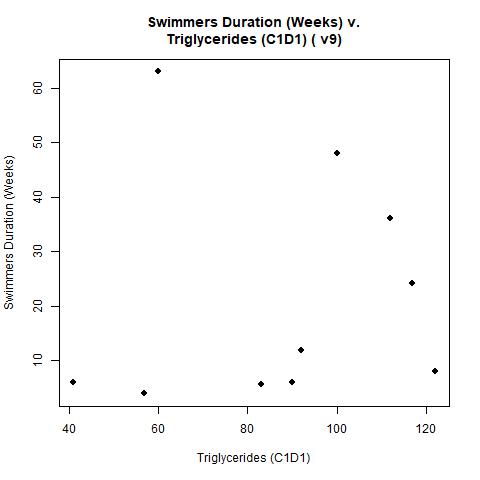 Swimmers Duration (Weeks) v.
Triglycerides (C1D1) ( v9)
Swimmers Duration (Weeks)
60
50
40
30
20
10
40
60
80
100
120
Triglycerides (C1D1)